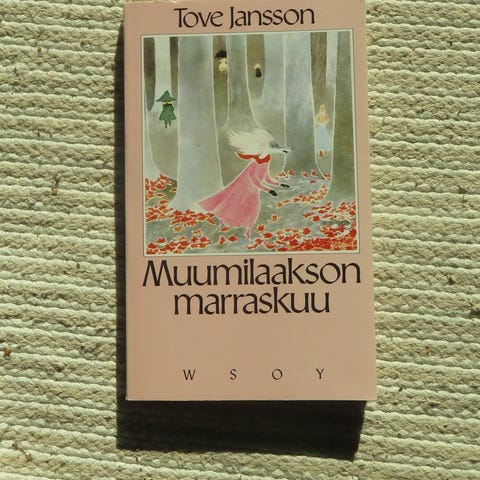 Tove Jansson
Muumilaakson
marraskuu
W S O Y